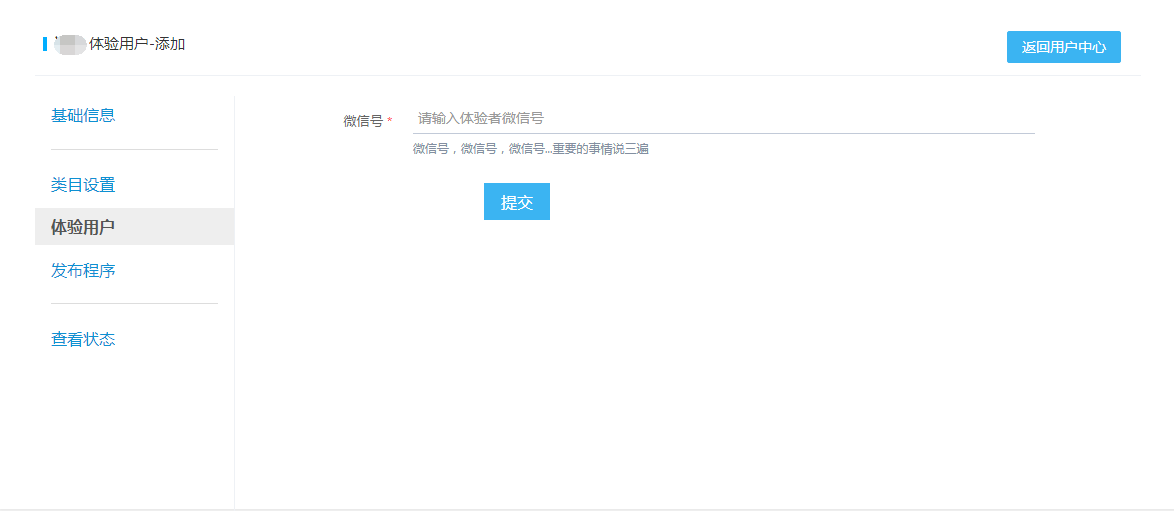 体验用户-添加
返回用户中心
基础信息
类目设置
体验用户
发布程序
查看状态
微信号 *
请输入体验者微信号
微信号，微信号，微信号...重要的事情说三遍
提交